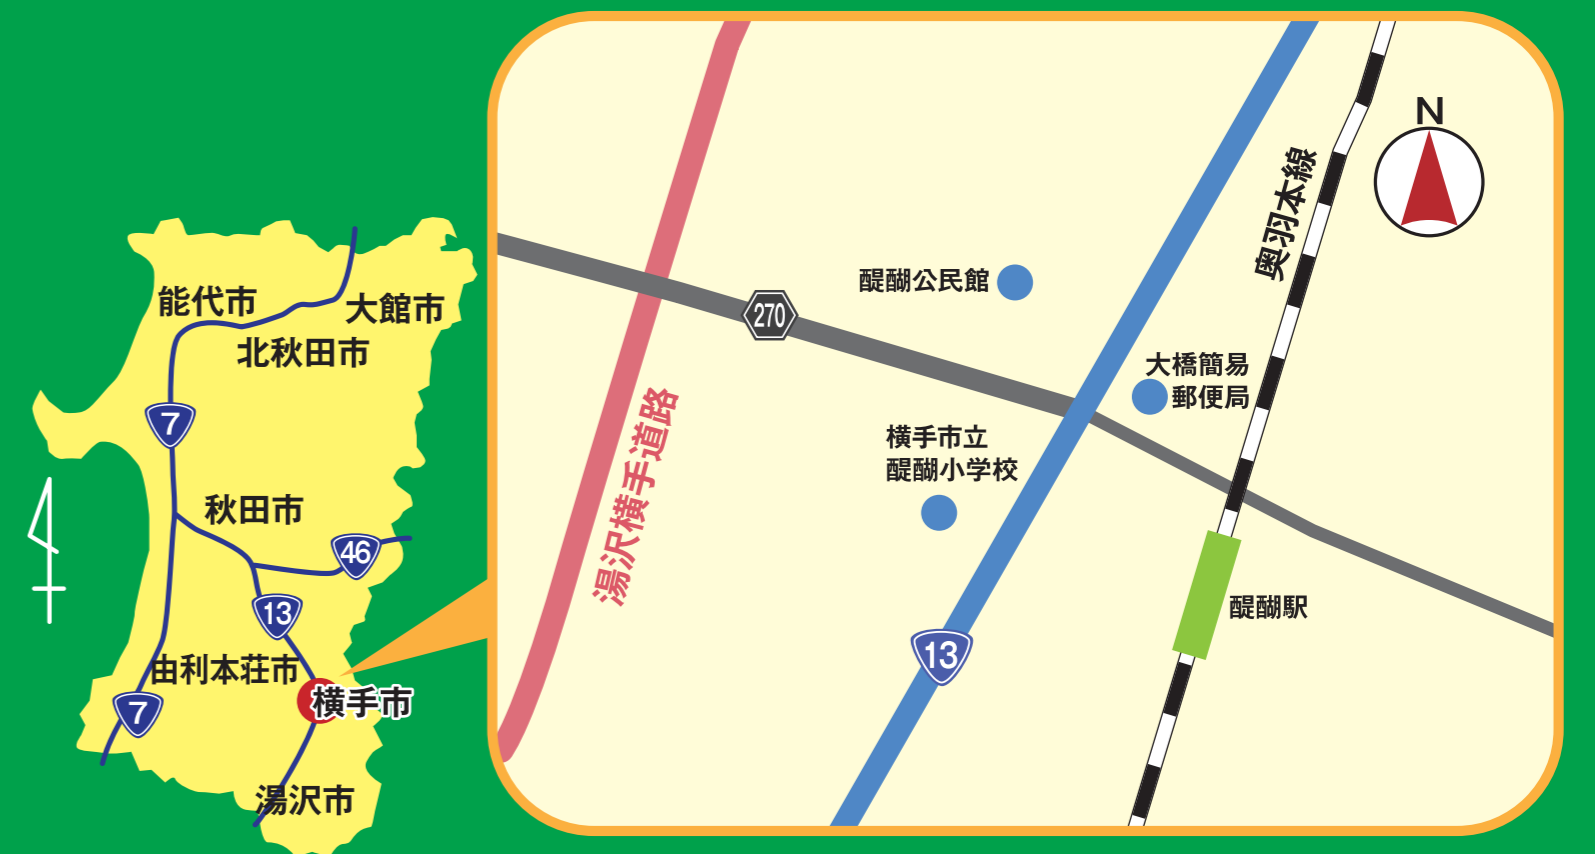 能代市
大館市
北秋田市
7
秋田市
46
13
由利本荘市
7
横手市
湯沢市
N
奥羽本線
醍醐公民館
270
大橋簡易
郵便局
横手市立
醍醐小学校
湯沢横手道路
13
醍醐駅